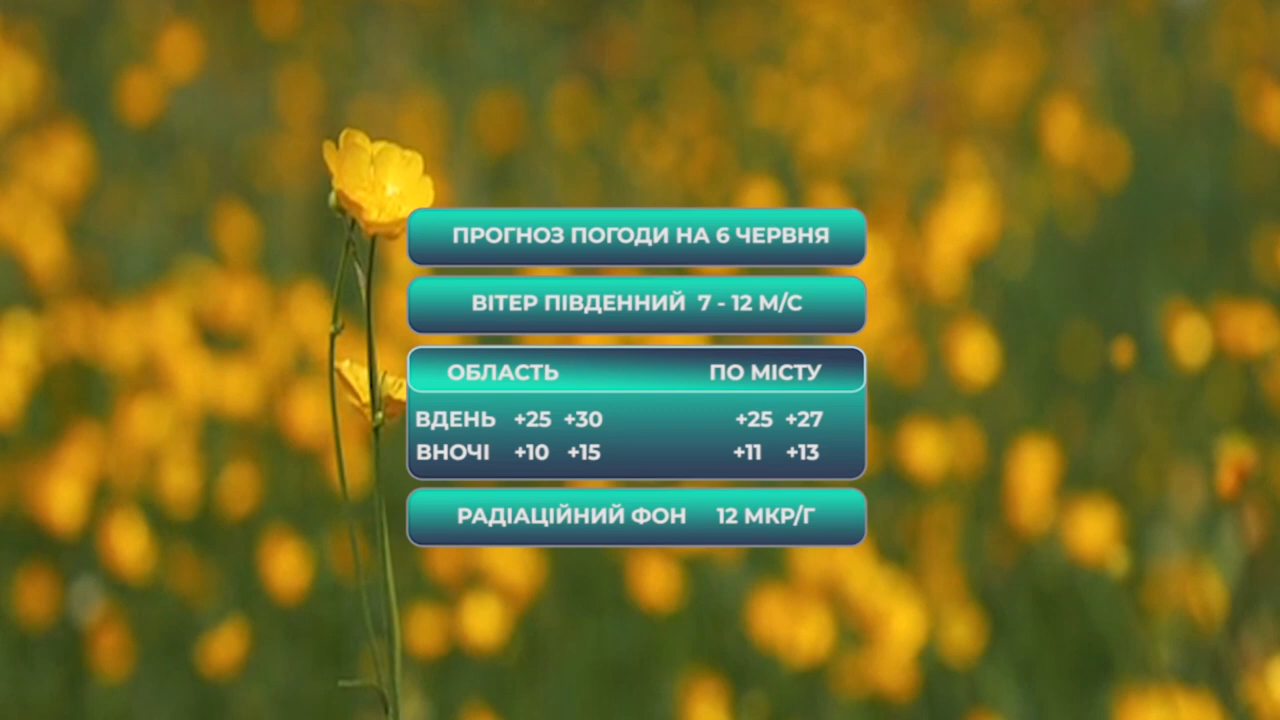 ПРОГНОЗ ПОГОДИ НА 6 ЧЕРВНЯ
ВІТЕР ПІВДЕННИЙ 7 - 12 М/С
ОБЛАСТЬ ПО МІСТУ
ВДЕНЬ +25 +30 +25 +27
ВНОЧІ +10 +15 +11 +13
РАДІАЦІЙНИЙ ФОН 12 МКР/Г